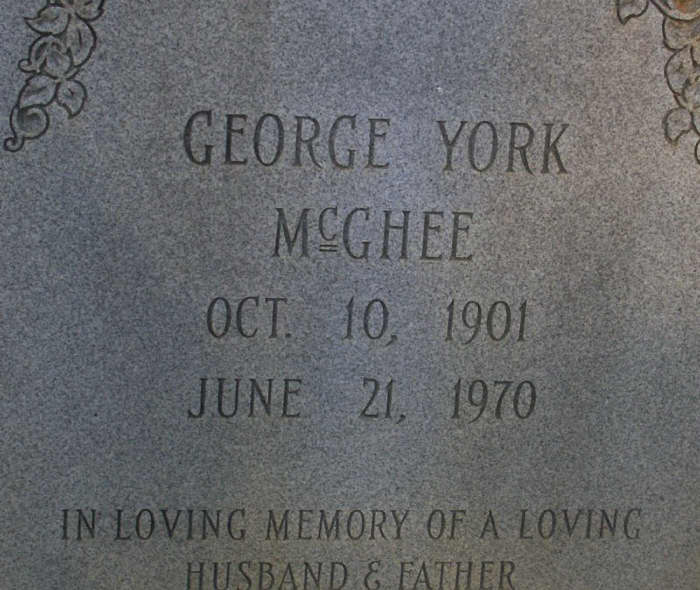 GEORGE YORK
McGHEE
OCT. 10, 1901
JUNE 21, 1970
IN LOVING MEMORY OF A LOVING
HUSBAND & FATHER